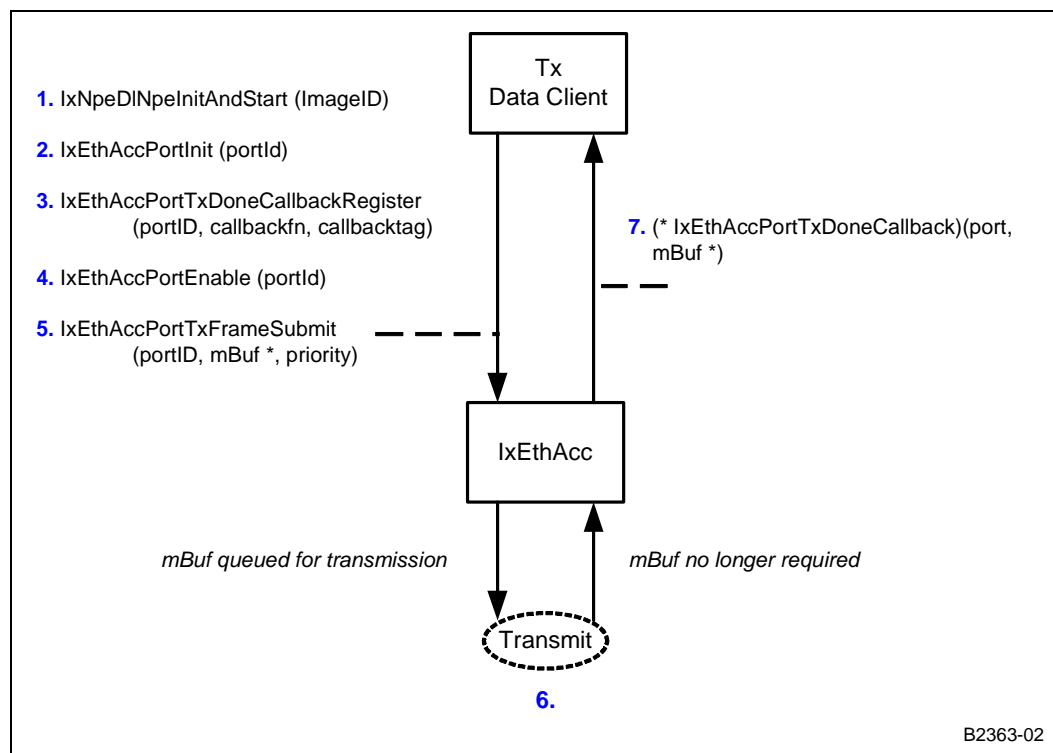 Tx
Data Client
1. IxNpeDlNpeInitAndStart (ImageID)
2. IxEthAccPortInit (portId)
3. IxEthAccPortTxDoneCallbackRegister
(portID, callbackfn, callbacktag)
4. IxEthAccPortEnable (portId)
5. IxEthAccPortTxFrameSubmit
(portID, mBuf *, priority)
7. (* IxEthAccPortTxDoneCallback)(port,
mBuf *)
IxEthAcc
mBuf queued for transmission
mBuf no longer required
Transmit
6.
B2363-02